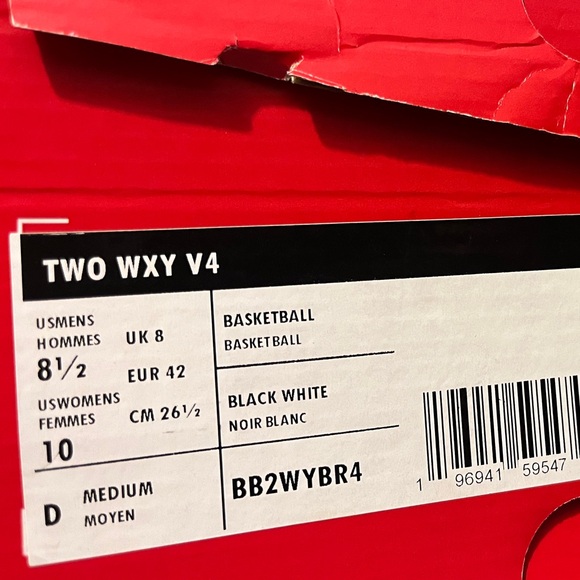 TWO WXY V4
USMENS
HOMMES
8½
UK 8
EUR 42
USWOMENS
FEMMES
10
CM 26½
D
MEDIUM
MOYEN
BASKETBALL
BASKETBALL
BLACK WHITE
NOIR BLANC
BB2WYBR4
1 96941 59547